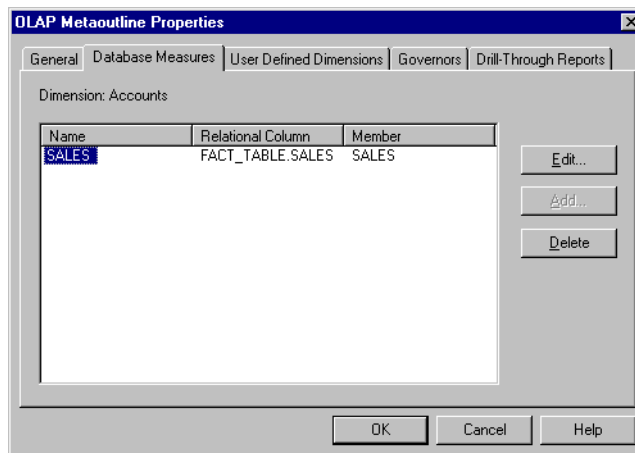 OLAP Metaoutline Properties
General Database Measures User Defined Dimensions Governors Drill-Through Reports
Dimension: Accounts
Name Relational Column Member
SALES FACT_TABLE.SALES SALES
Edit...
Add...
Delete
OK Cancel Help